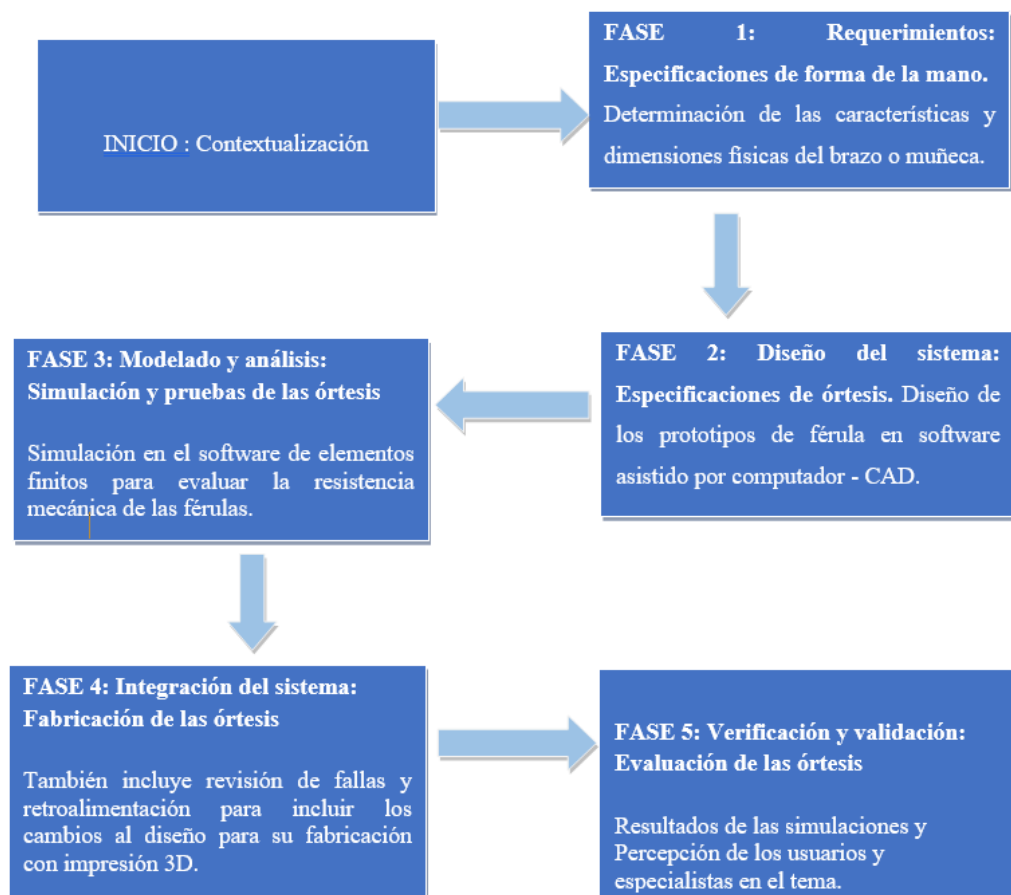 INICIO : Contextualización
FASE 1: Requerimientos:
Especificaciones de forma de la mano.
Determinación de las características y
dimensiones físicas del brazo o muñeca.
FASE 2: Diseño del sistema:
Especificaciones de órtesis. Diseño de
los prototipos de férula en software
asistido por computador - CAD.
FASE 3: Modelado y análisis:
Simulación y pruebas de las órtesis
Simulación en el software de elementos
finitos para evaluar la resistencia
mecánica de las férulas.
FASE 4: Integración del sistema:
Fabricación de las órtesis
También incluye revisión de fallas y
retroalimentación para incluir los
cambios al diseño para su fabricación
con impresión 3D.
FASE 5: Verificación y validación:
Evaluación de las órtesis
Resultados de las simulaciones y
Percepción de los usuarios y
especialistas en el tema.